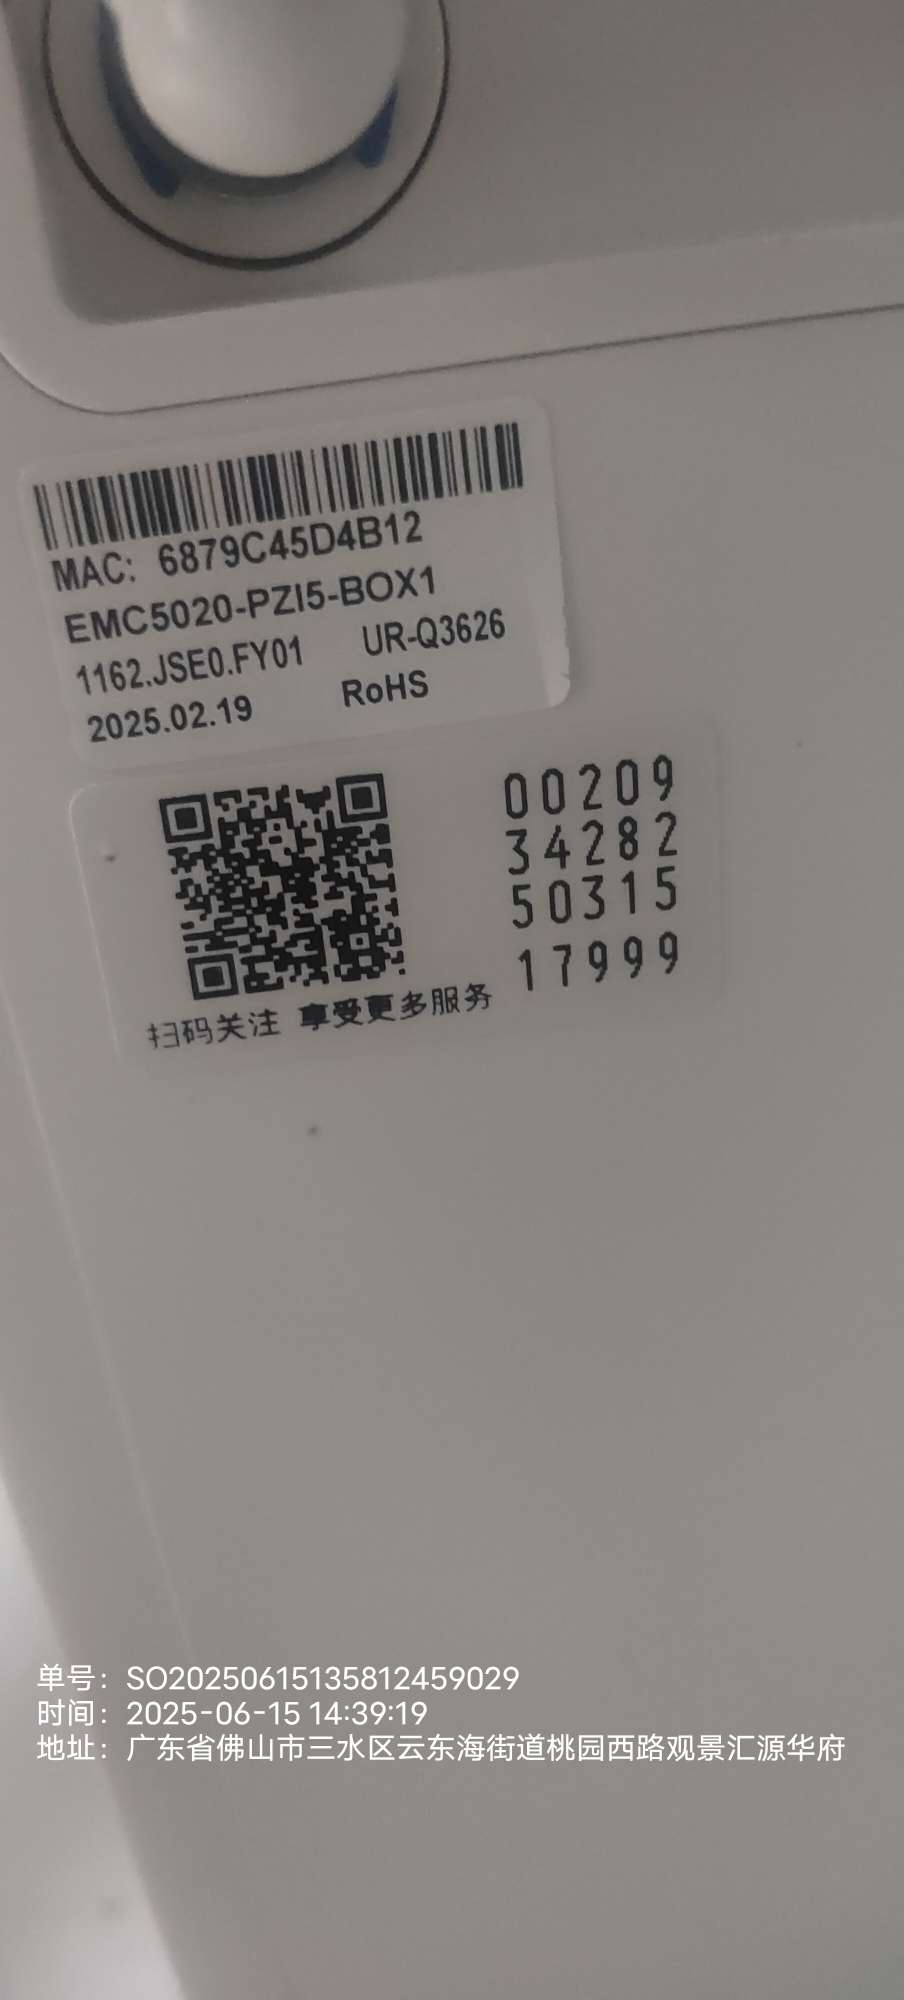 MAC: 6879C45D4B12
EMC5020-PZI5-BOX1
1162.JSE0.FY01 UR-Q3626
2025.02.19 RoHS
00209
34282
50315
17999
扫码关注 享受更多服务
单号：SO20250615135812459029
时间：2025-06-15 14:39:19
地址：广东省佛山市三水区云东海街道桃园西路观景汇源华府